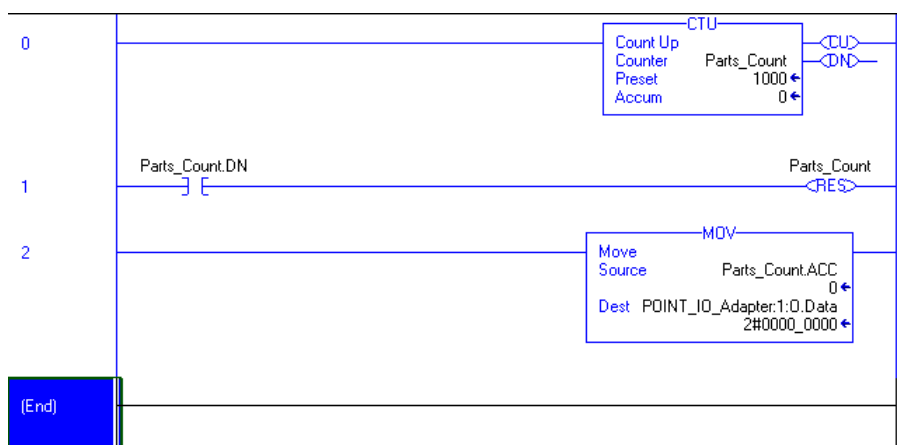 CTU
0
Count Up
CU
Counter Parts_Count
DN
Preset 1000
Accum 0
Parts_Count.DN
Parts_Count
1
RES
MOV
2
Move
Source Parts_Count.ACC
0
Dest POINT_IO_Adapter:1:O.Data
2#0000_0000
(End)